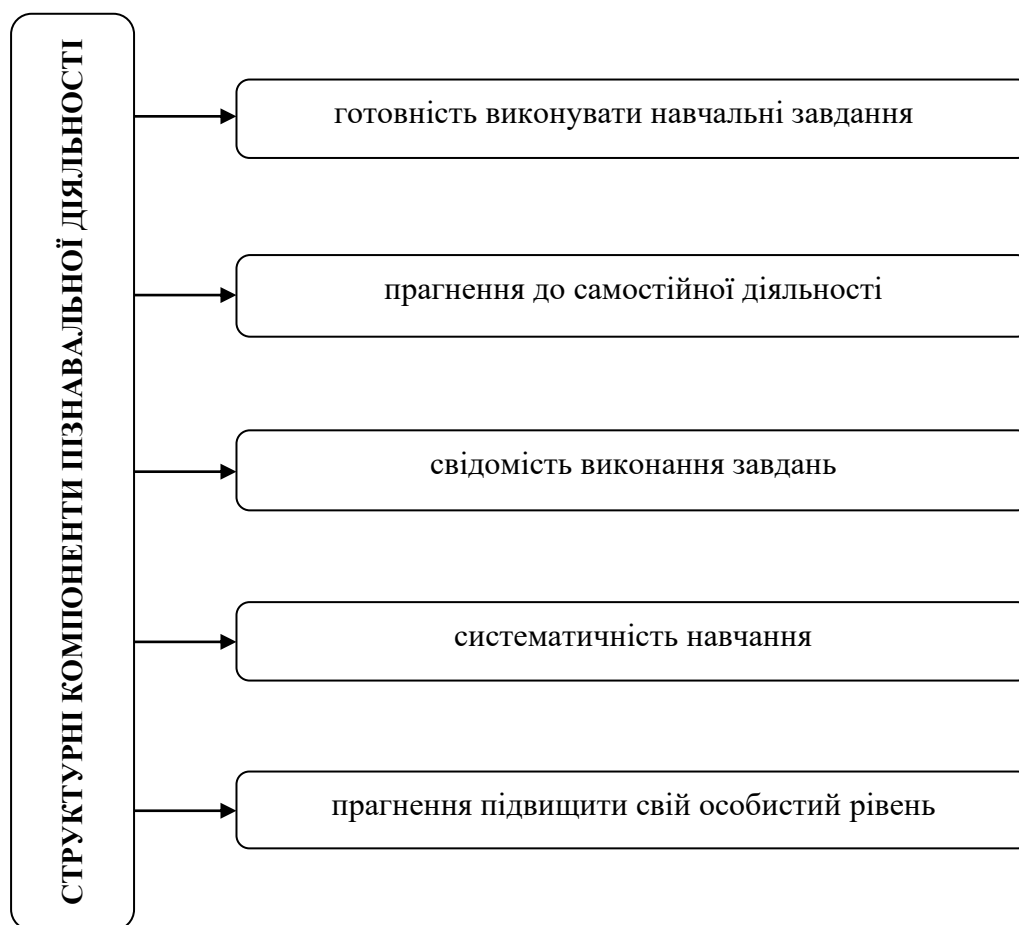 СТРУКТУРНІ КОМПОНЕНТИ ПІЗНАВАЛЬНОЇ ДІЯЛЬНОСТІ
готовність виконувати навчальні завдання
прагнення до самостійної діяльності
свідомість виконання завдань
систематичність навчання
прагнення підвищити свій особистий рівень